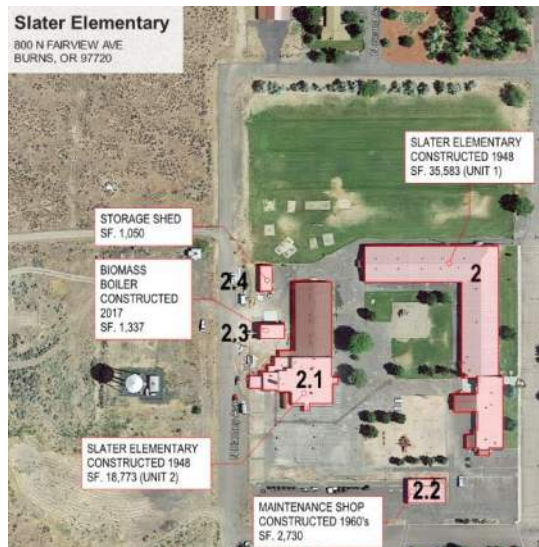 Slater Elementary
800 N FAIRVIEW AVE
BURNS, OR 97720
SLATER ELEMENTARY
CONSTRUCTED 1948
SF. 35,583 (UNIT 1)
STORAGE SHED
SF. 1,050
BIOMASS
BOILER
CONSTRUCTED
2017
SF. 1,337
2.4
2
2.3
2.1
SLATER ELEMENTARY
CONSTRUCTED 1948
SF. 18,773 (UNIT 2)
2.2
MAINTENANCE SHOP
CONSTRUCTED 1960's
SF. 2,730